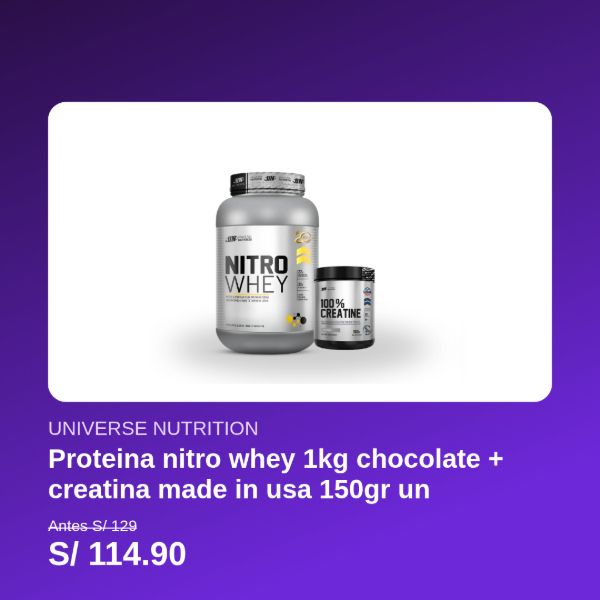 NITRO
WHEY
100%
CREATINE
UNIVERSE NUTRITION
Proteina nitro whey 1kg chocolate +
creatina made in usa 150gr un
Antes S/ 129
S/ 114.90